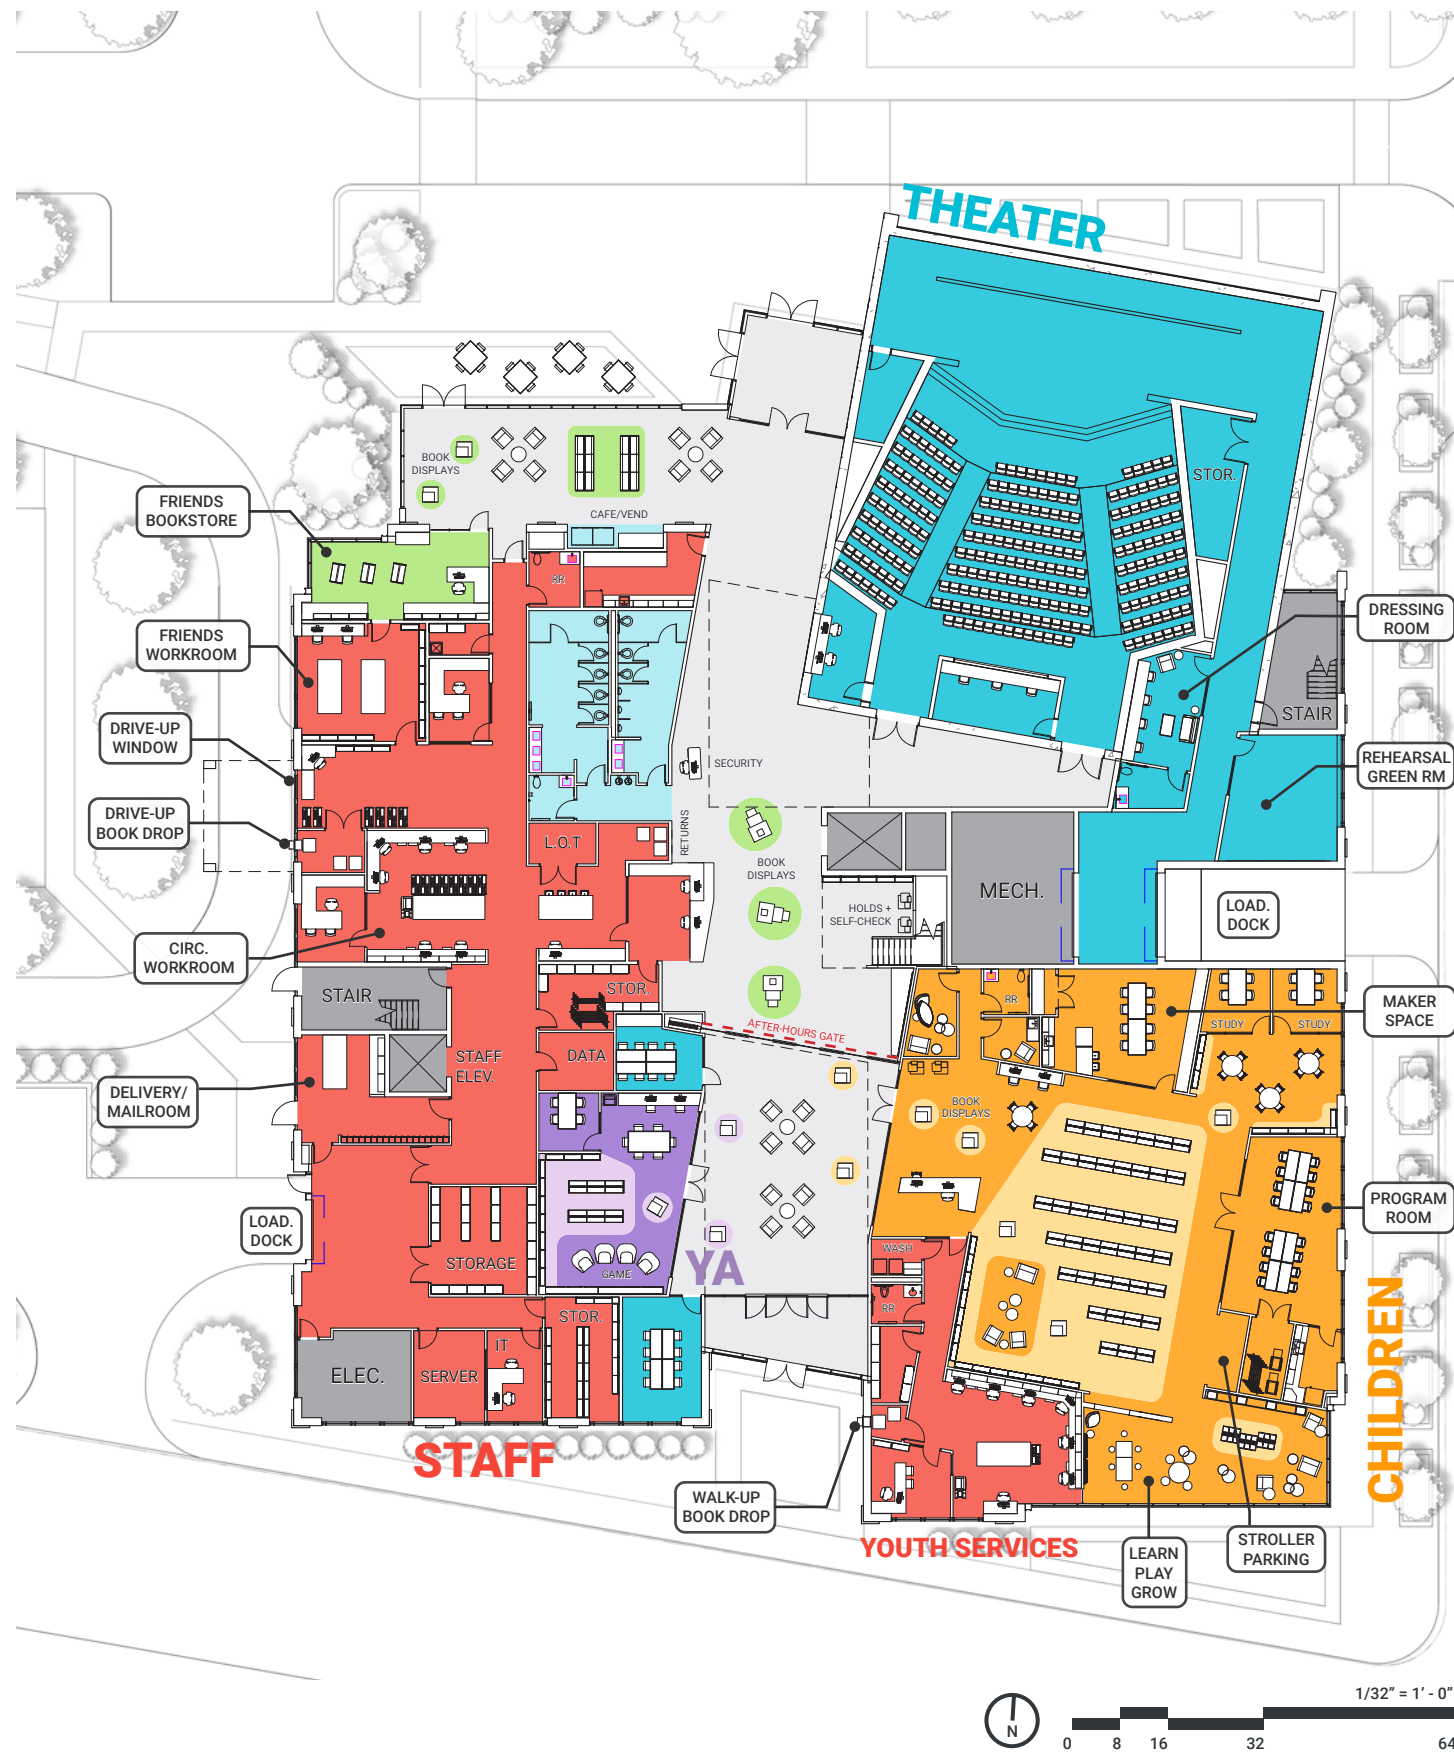 THEATER
BOOK
DISPLAYS
STOR.
FRIENDS
BOOKSTORE
CAFE/VEND
RR
DRESSING
ROOM
FRIENDS
WORKROOM
STAIR
DRIVE-UP
WINDOW
SECURITY
REHEARSAL
GREEN RM
DRIVE-UP
BOOK DROP
L.O.T
RETURNS
BOOK
DISPLAYS
MECH.
HOLDS +
SELF-CHECK
LOAD.
DOCK
CIRC.
WORKROOM
STAIR
STOR.
RR
MAKER
SPACE
STUDY
STUDY
AFTER-HOURS GATE
STAFF
ELEV.
DATA
DELIVERY/
MAILROOM
BOOK
DISPLAYS
PROGRAM
ROOM
LOAD.
DOCK
STORAGE
GAME
YA
WASH
RR
STOR.
IT
ELEC.
SERVER
CHILDREN
STAFF
WALK-UP
BOOK DROP
YOUTH SERVICES
LEARN
PLAY
GROW
STROLLER
PARKING
1/32" = 1' - 0"
N
0 8 16 32 64